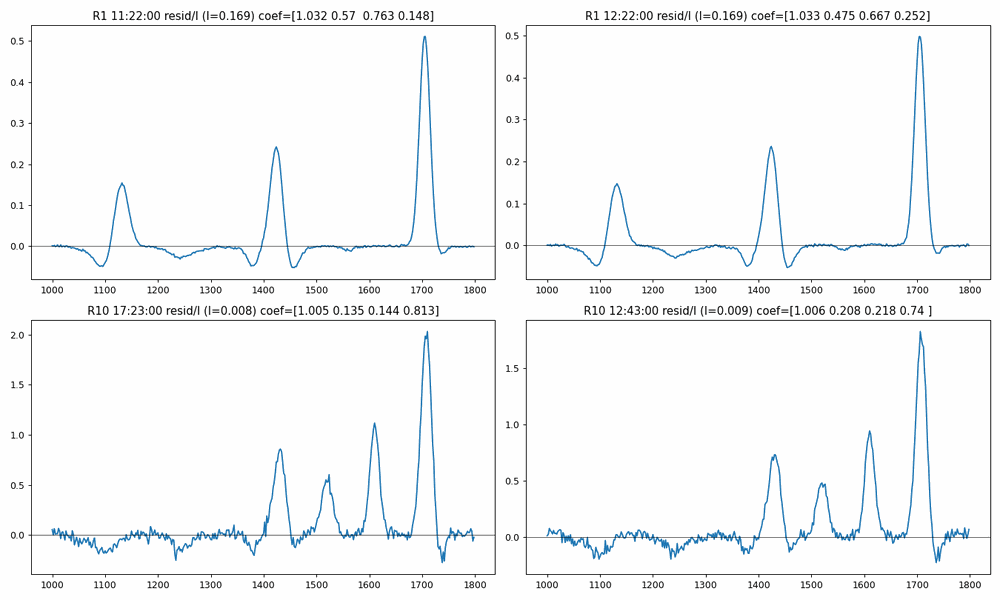 R1 11:22:00 resid/I (I=0.169) coef=[1.032 0.57  0.763 0.148]
R1 12:22:00 resid/I (I=0.169) coef=[1.033 0.475 0.667 0.252]
0.5
0.4
0.3
0.2
0.1
0.0
1000 1100 1200 1300 1400 1500 1600 1700 1800
0.5
0.4
0.3
0.2
0.1
0.0
1000 1100 1200 1300 1400 1500 1600 1700 1800
R10 17:23:00 resid/I (I=0.008) coef=[1.005 0.135 0.144 0.813]
R10 12:43:00 resid/I (I=0.009) coef=[1.006 0.208 0.218 0.74 ]
2.0
1.5
1.0
0.5
0.0
1000 1100 1200 1300 1400 1500 1600 1700 1800
1.5
1.0
0.5
0.0
1000 1100 1200 1300 1400 1500 1600 1700 1800